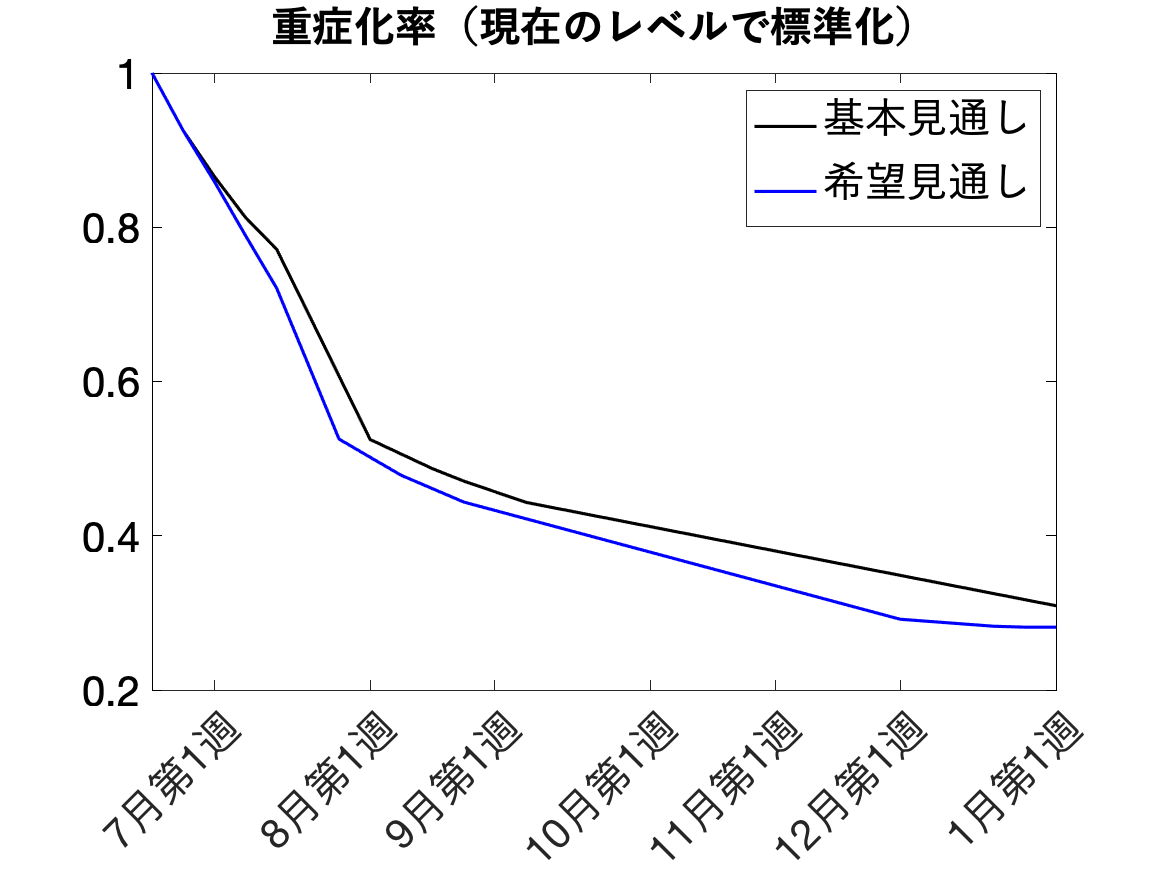 重症化率（現在のレベルで標準化）
基本見通し
希望見通し
1
0.8
0.6
0.4
0.2
7月第1週
8月第1週
9月第1週
10月第1週
11月第1週
12月第1週
1月第1週